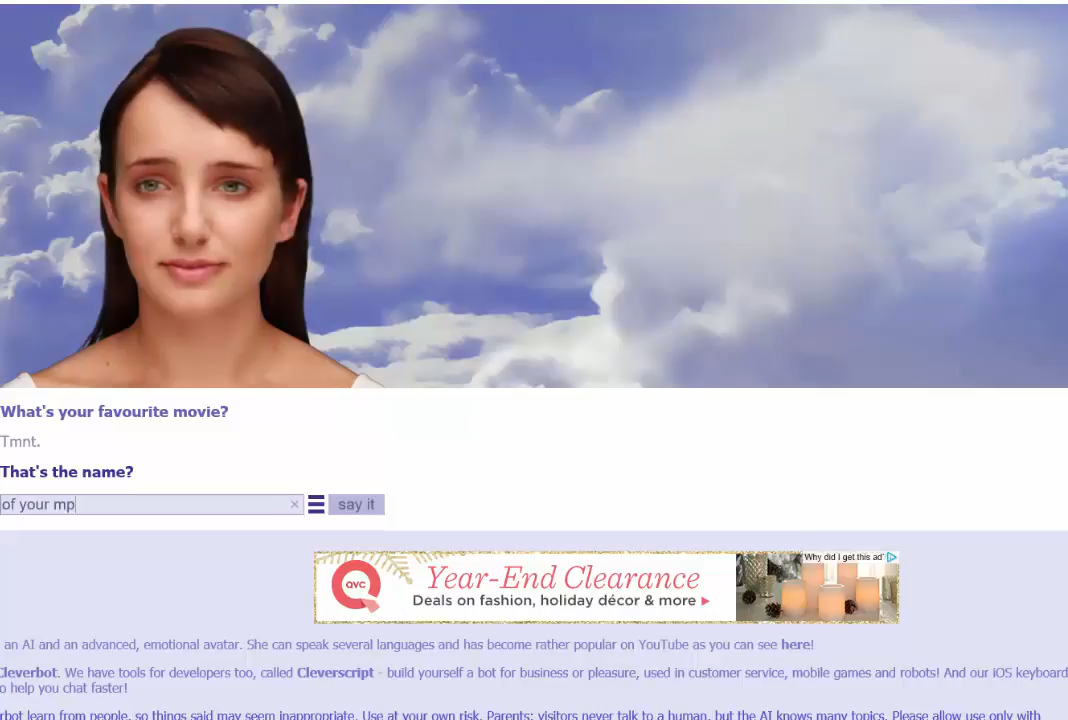 What's your favourite movie?
Tmnt.
That's the name?
of your mp × say it
QVC Year-End Clearance
Deals on fashion, holiday décor & more ►
Why did I get this ad?
an AI and an advanced, emotional avatar. She can speak several languages and has become rather popular on YouTube as you can see here!
Cleverbot. We have tools for developers too, called Cleverscript - build yourself a bot for business or pleasure, used in customer service, mobile games and robots! And our iOS keyboard
o help you chat faster!
rbot learn from people, so things said may seem inappropriate. Use at your own risk. Parents: visitors never talk to a human, but the AI knows many topics. Please allow use only with